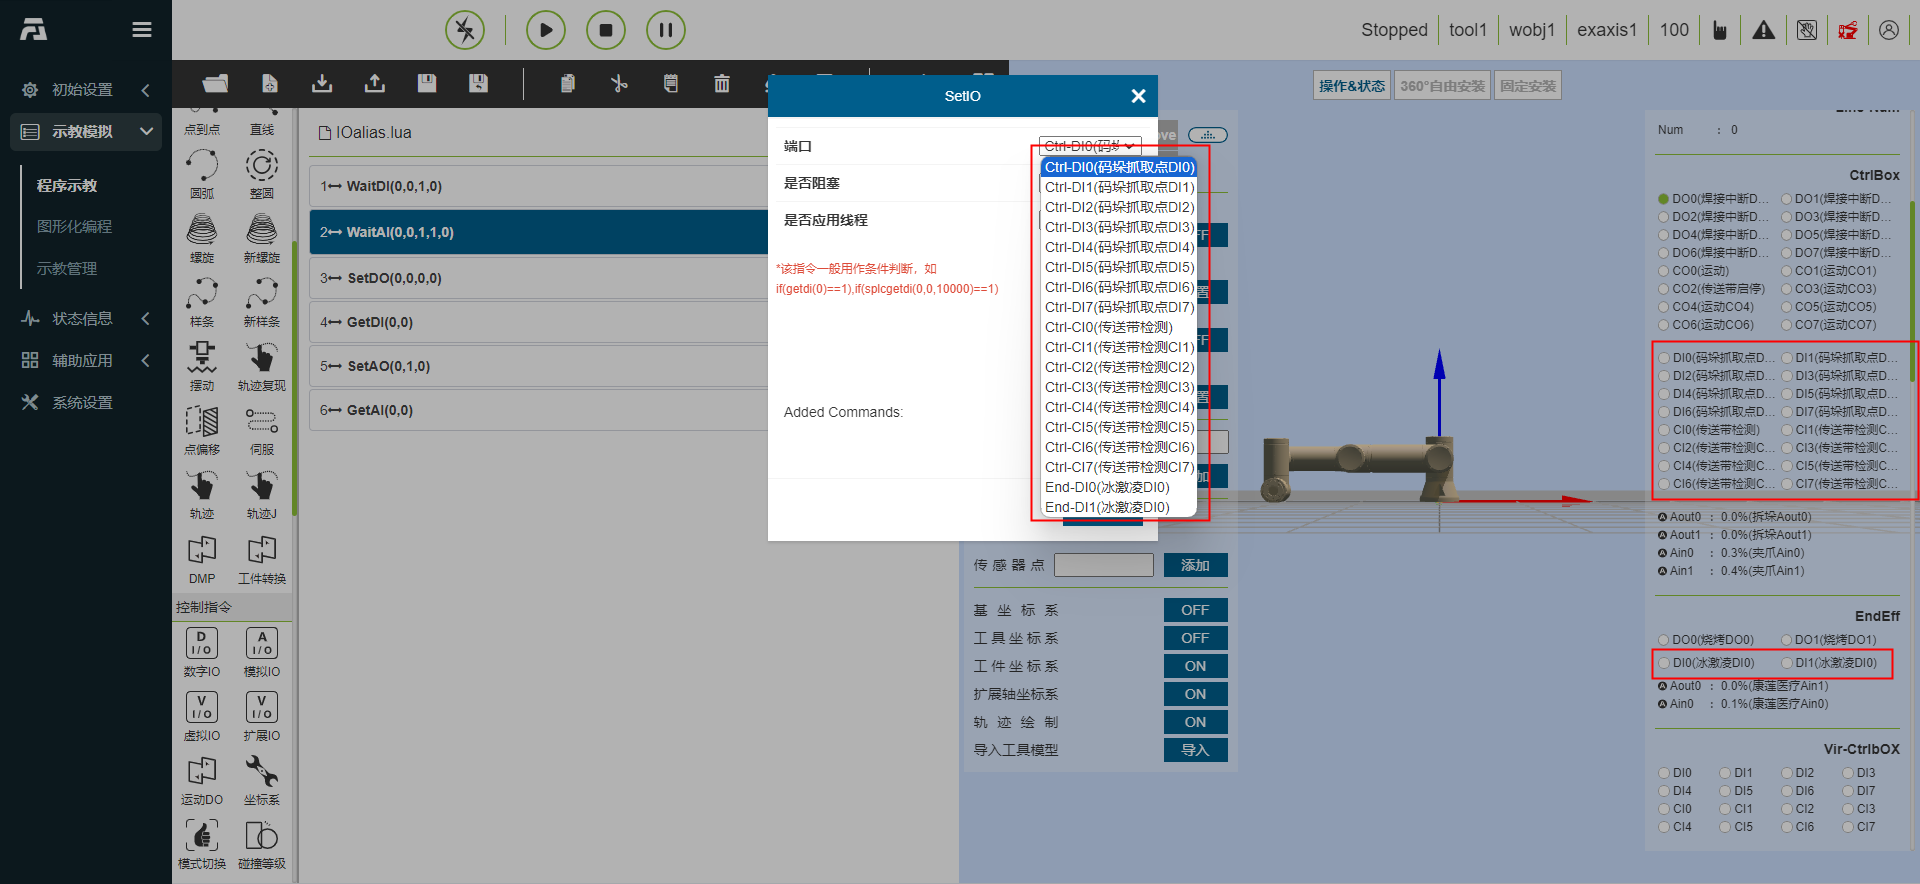 Stopped
tool1
wobj1
exaxis1
100
初始设置
示教模拟
程序示教
图形化编程
示教管理
状态信息
辅助应用
系统设置
点到点
直线
圆弧
整圆
螺旋
新螺旋
样条
新样条
摆动
轨迹复现
点偏移
伺服
轨迹
轨迹J
DMP
工件转换
控制指令
D
I/O
A
I/O
数字IO
模拟IO
V
I/O
V
I/O
虚拟IO
扩展IO
运动DO
坐标系
模式切换
碰撞等级
IOalias.lua
1 WaitDI(0,0,1,0)
2 WaitAI(0,0,1,1,0)
3 SetDO(0,0,0,0)
4 GetDI(0,0)
5 SetAO(0,1,0)
6 GetAI(0,0)
SetIO
端口
Ctrl-DI0(码垛
是否阻塞
是否应用线程
*该指令一般用作条件判断，如
if(getdi(0)==1),if(splcgetdi(0,0,10000)==1)
Added Commands:
Ctrl-DI0(码垛抓取点DI0)
Ctrl-DI1(码垛抓取点DI1)
Ctrl-DI2(码垛抓取点DI2)
Ctrl-DI3(码垛抓取点DI3)
Ctrl-DI4(码垛抓取点DI4)
Ctrl-DI5(码垛抓取点DI5)
Ctrl-DI6(码垛抓取点DI6)
Ctrl-DI7(码垛抓取点DI7)
Ctrl-CI0(传送带检测)
Ctrl-CI1(传送带检测CI1)
Ctrl-CI2(传送带检测CI2)
Ctrl-CI3(传送带检测CI3)
Ctrl-CI4(传送带检测CI4)
Ctrl-CI5(传送带检测CI5)
Ctrl-CI6(传送带检测CI6)
Ctrl-CI7(传送带检测CI7)
End-DI0(冰激凌DI0)
End-DI1(冰激凌DI0)
ve
FF
置
FF
置
加
传感器点
添加
基坐标系
OFF
工具坐标系
OFF
工件坐标系
ON
扩展轴坐标系
ON
轨迹绘制
ON
导入工具模型
导入
操作&状态
360°自由安装
固定安装
Num : 0
CtrlBox
DO0(焊接中断D... DO1(焊接中断D...
DO2(焊接中断D... DO3(焊接中断D...
DO4(焊接中断D... DO5(焊接中断D...
DO6(焊接中断D... DO7(焊接中断D...
CO0(运动) CO1(运动CO1)
CO2(传送带启停) CO3(运动CO3)
CO4(运动CO4) CO5(运动CO5)
CO6(运动CO6) CO7(运动CO7)
DI0(码垛抓取点D... DI1(码垛抓取点D...
DI2(码垛抓取点D... DI3(码垛抓取点D...
DI4(码垛抓取点D... DI5(码垛抓取点D...
DI6(码垛抓取点D... DI7(码垛抓取点D...
CI0(传送带检测) CI1(传送带检测C...
CI2(传送带检测C... CI3(传送带检测C...
CI4(传送带检测C... CI5(传送带检测C...
CI6(传送带检测C... CI7(传送带检测C...
A Aout0 : 0.0%(拆垛Aout0)
A Aout1 : 0.0%(拆垛Aout1)
A Ain0 : 0.3%(夹爪Ain0)
A Ain1 : 0.4%(夹爪Ain1)
EndEff
DO0(烧烤DO0) DO1(烧烤DO1)
DI0(冰激凌DI0) DI1(冰激凌DI0)
A Aout0 : 0.0%(康莲医疗Ain1)
A Ain0 : 0.1%(康莲医疗Ain0)
Vir-CtrlbOX
DI0 DI1 DI2 DI3
DI4 DI5 DI6 DI7
CI0 CI1 CI2 CI3
CI4 CI5 CI6 CI7